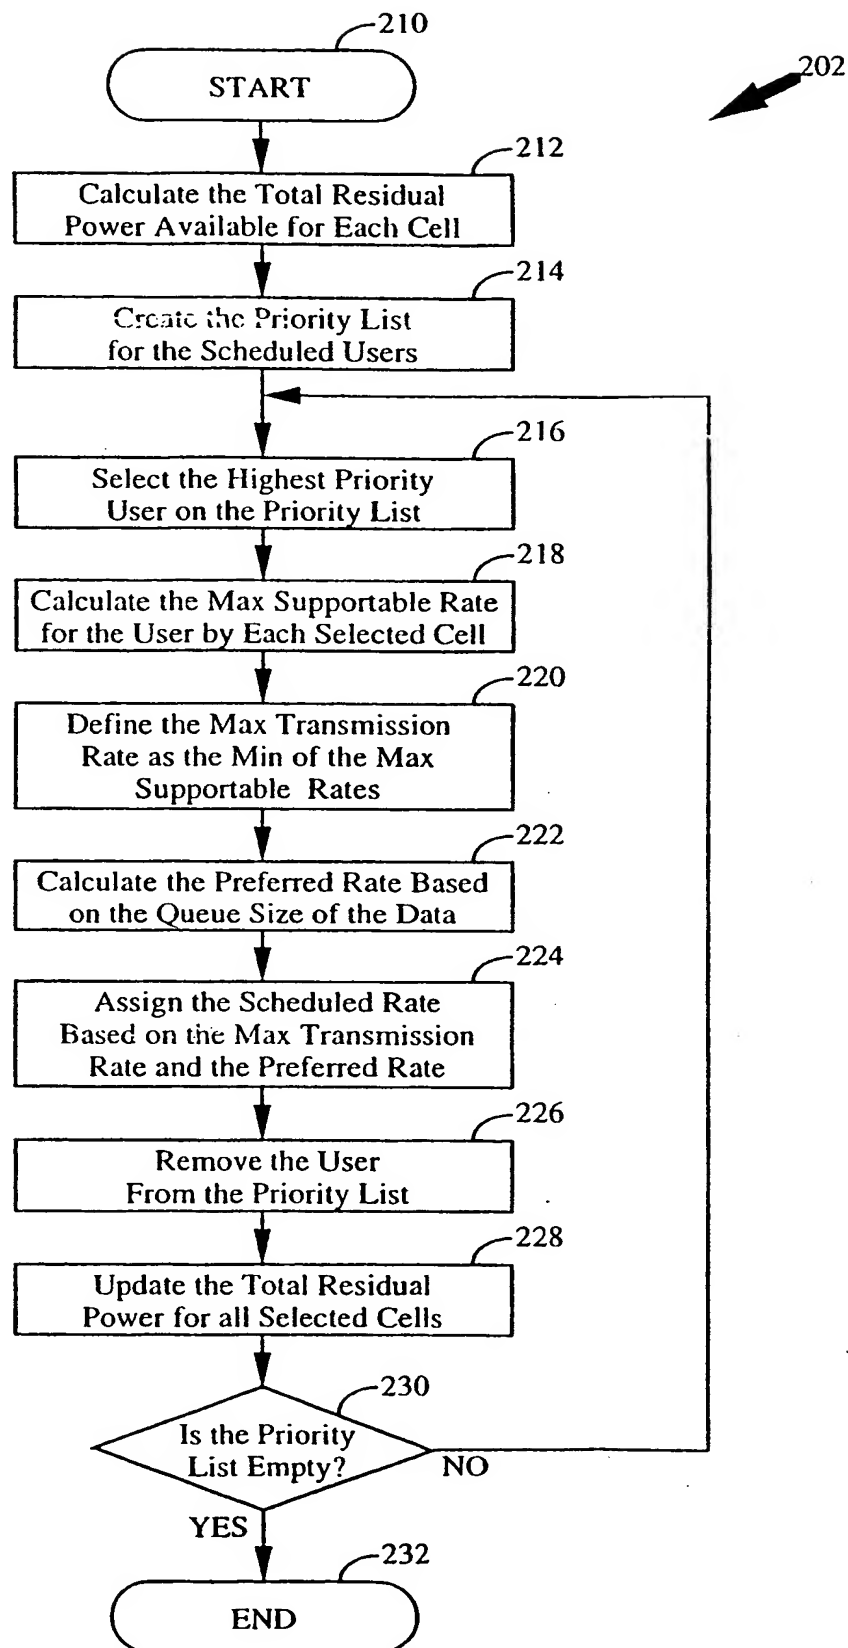 210
START
202
212
Calculate the Total Residual
Power Available for Each Cell
214
Create the Priority List
for the Scheduled Users
216
Select the Highest Priority
User on the Priority List
218
Calculate the Max Supportable Rate
for the User by Each Selected Cell
220
Define the Max Transmission
Rate as the Min of the Max
Supportable Rates
222
Calculate the Preferred Rate Based
on the Queue Size of the Data
224
Assign the Scheduled Rate
Based on the Max Transmission
Rate and the Preferred Rate
226
Remove the User
From the Priority List
228
Update the Total Residual
Power for all Selected Cells
230
Is the Priority
List Empty?
NO
YES
232
END